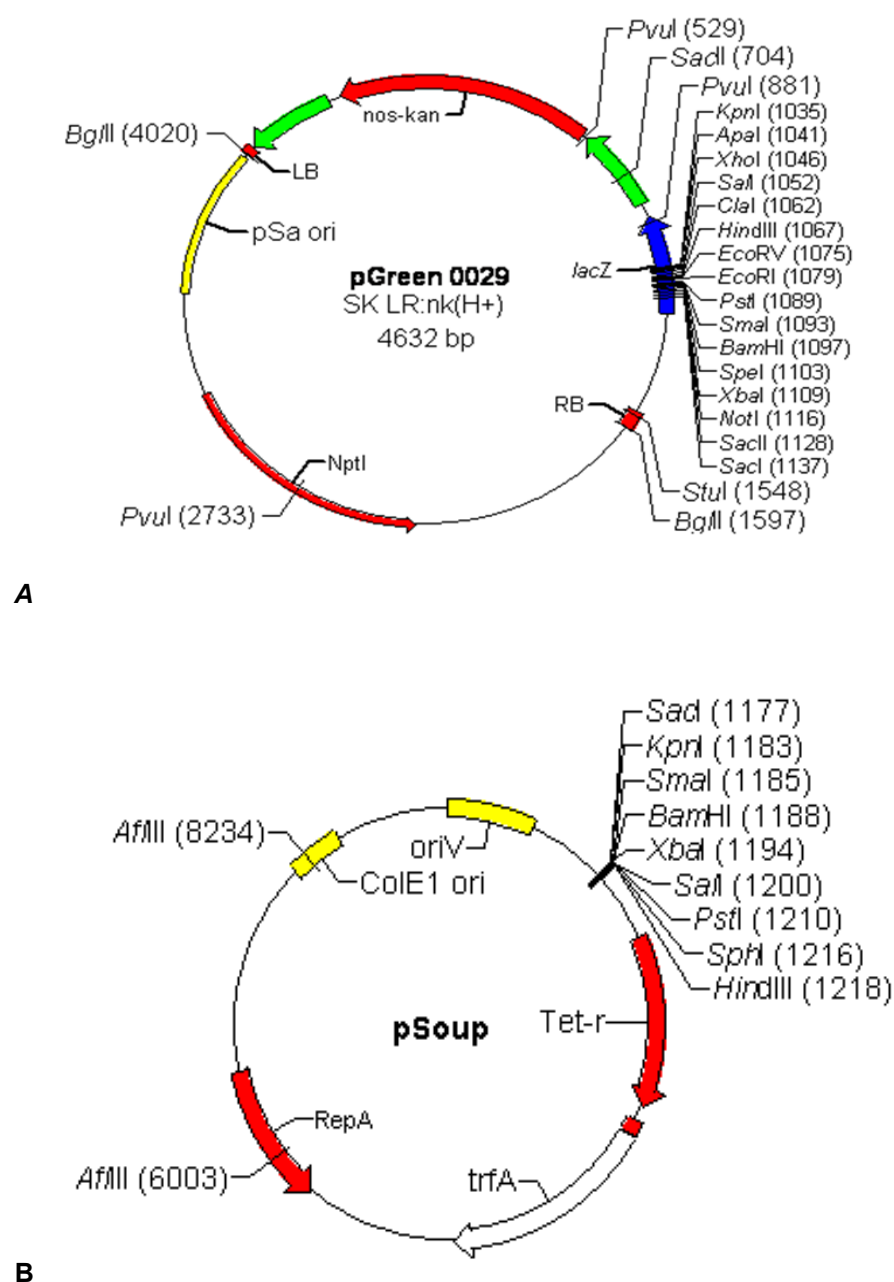 PvuI (529)
SadI (704)
PvuI (881)
KpnI (1035)
ApaI (1041)
XhoI (1046)
SalI (1052)
ClaI (1062)
HindIII (1067)
EcoRV (1075)
EcoRI (1079)
PstI (1089)
SmaI (1093)
BamHI (1097)
SpeI (1103)
XbaI (1109)
NotI (1116)
SacII (1128)
SacI (1137)
StuI (1548)
BglII (1597)
nos-kan
BglII (4020)
LB
pSa ori
pGreen 0029
SK LR:nk(H+)
4632 bp
lacZ
RB
NptI
PvuI (2733)
A
SacI (1177)
KpnI (1183)
SmaI (1185)
BamHI (1188)
XbaI (1194)
SalI (1200)
PstI (1210)
SphI (1216)
HindIII (1218)
AflIII (8234)
oriV
ColE1 ori
pSoup
Tet-r
RepA
AflIII (6003)
trfA
B